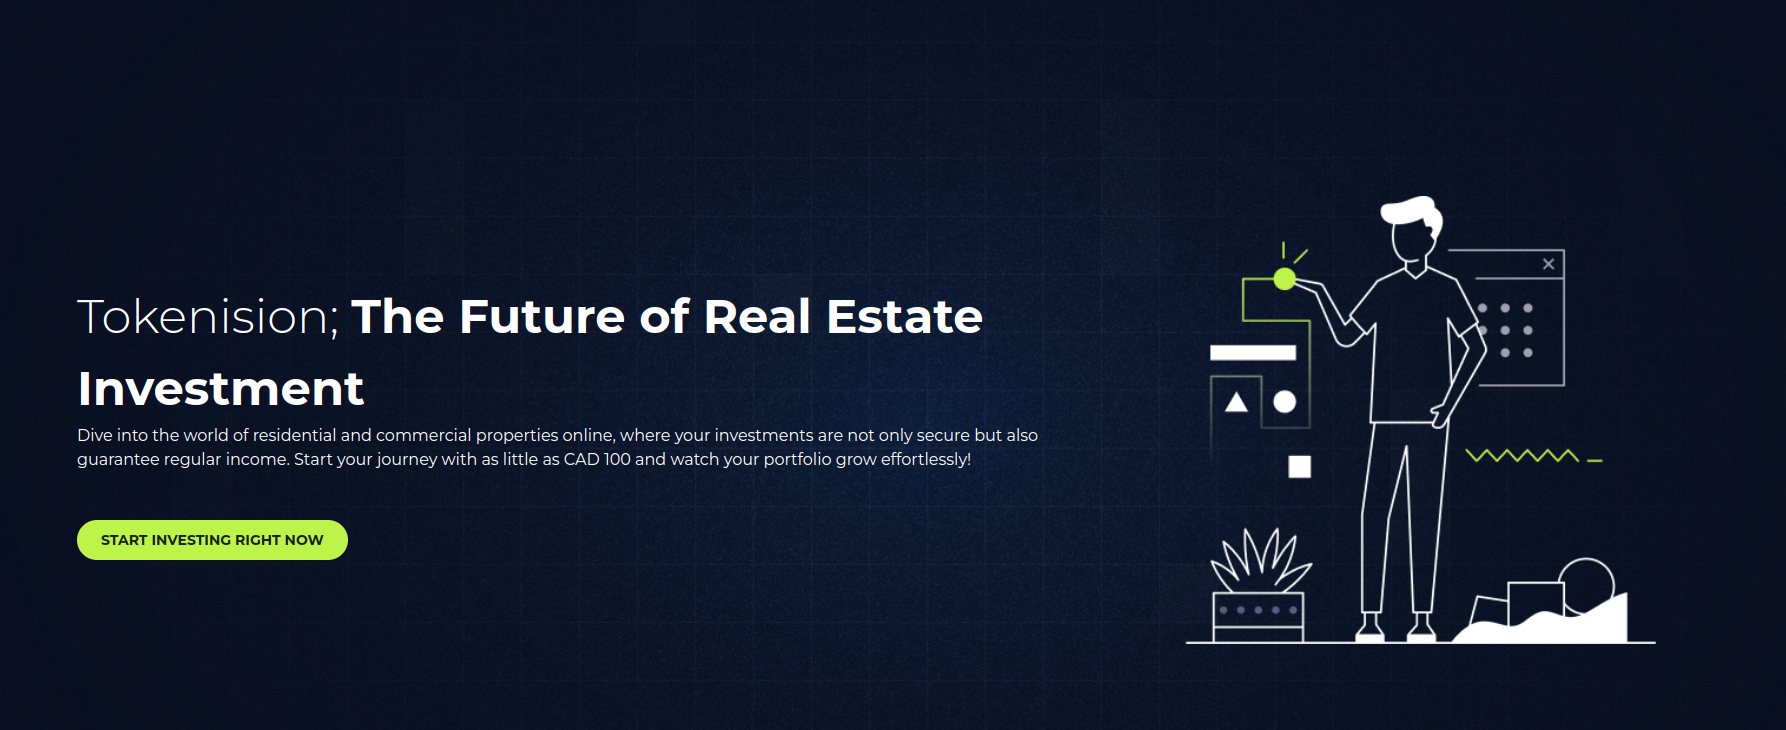 Tokenision; The Future of Real Estate
Investment
Dive into the world of residential and commercial properties online, where your investments are not only secure but also
guarantee regular income. Start your journey with as little as CAD 100 and watch your portfolio grow effortlessly!
START INVESTING RIGHT NOW